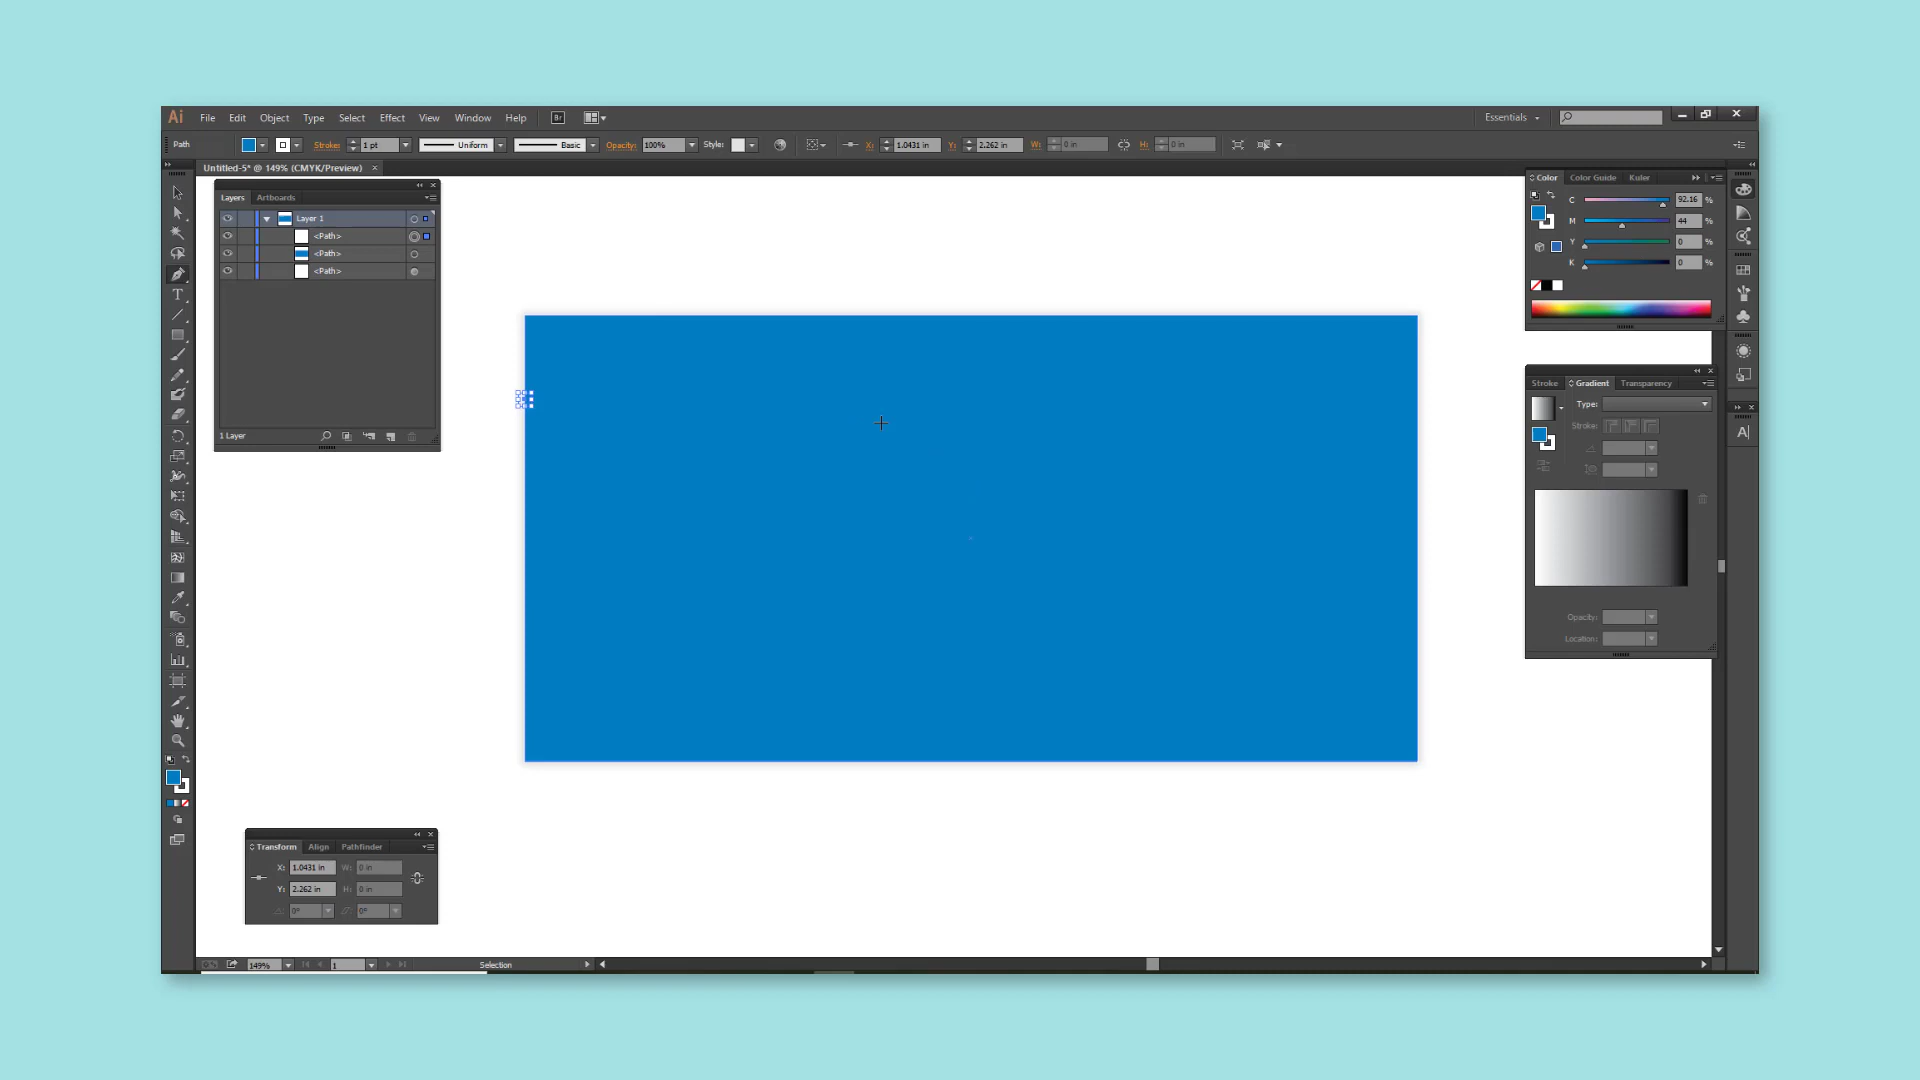 Ai File Edit Object Type Select Effect View Window Help Br Essentials
Path Stroke: 1 pt Uniform Basic Opacity: 100% Style: X: 1.0431 in Y: 2.262 in W: 0 in H: 0 in
Untitled-5* @ 149% (CMYK/Preview)
Layers Artboards
Layer 1
<Path>
<Path>
<Path>
1 Layer
Color Color Guide Kuler
C 92.16 %
M 44 %
Y 0 %
K 0 %
Stroke Gradient Transparency
Type:
Stroke:
Opacity:
Location:
Transform Align Pathfinder
X: 1.0431 in W: 0 in
Y: 2.262 in H: 0 in
0° 0°
149% 1 Selection